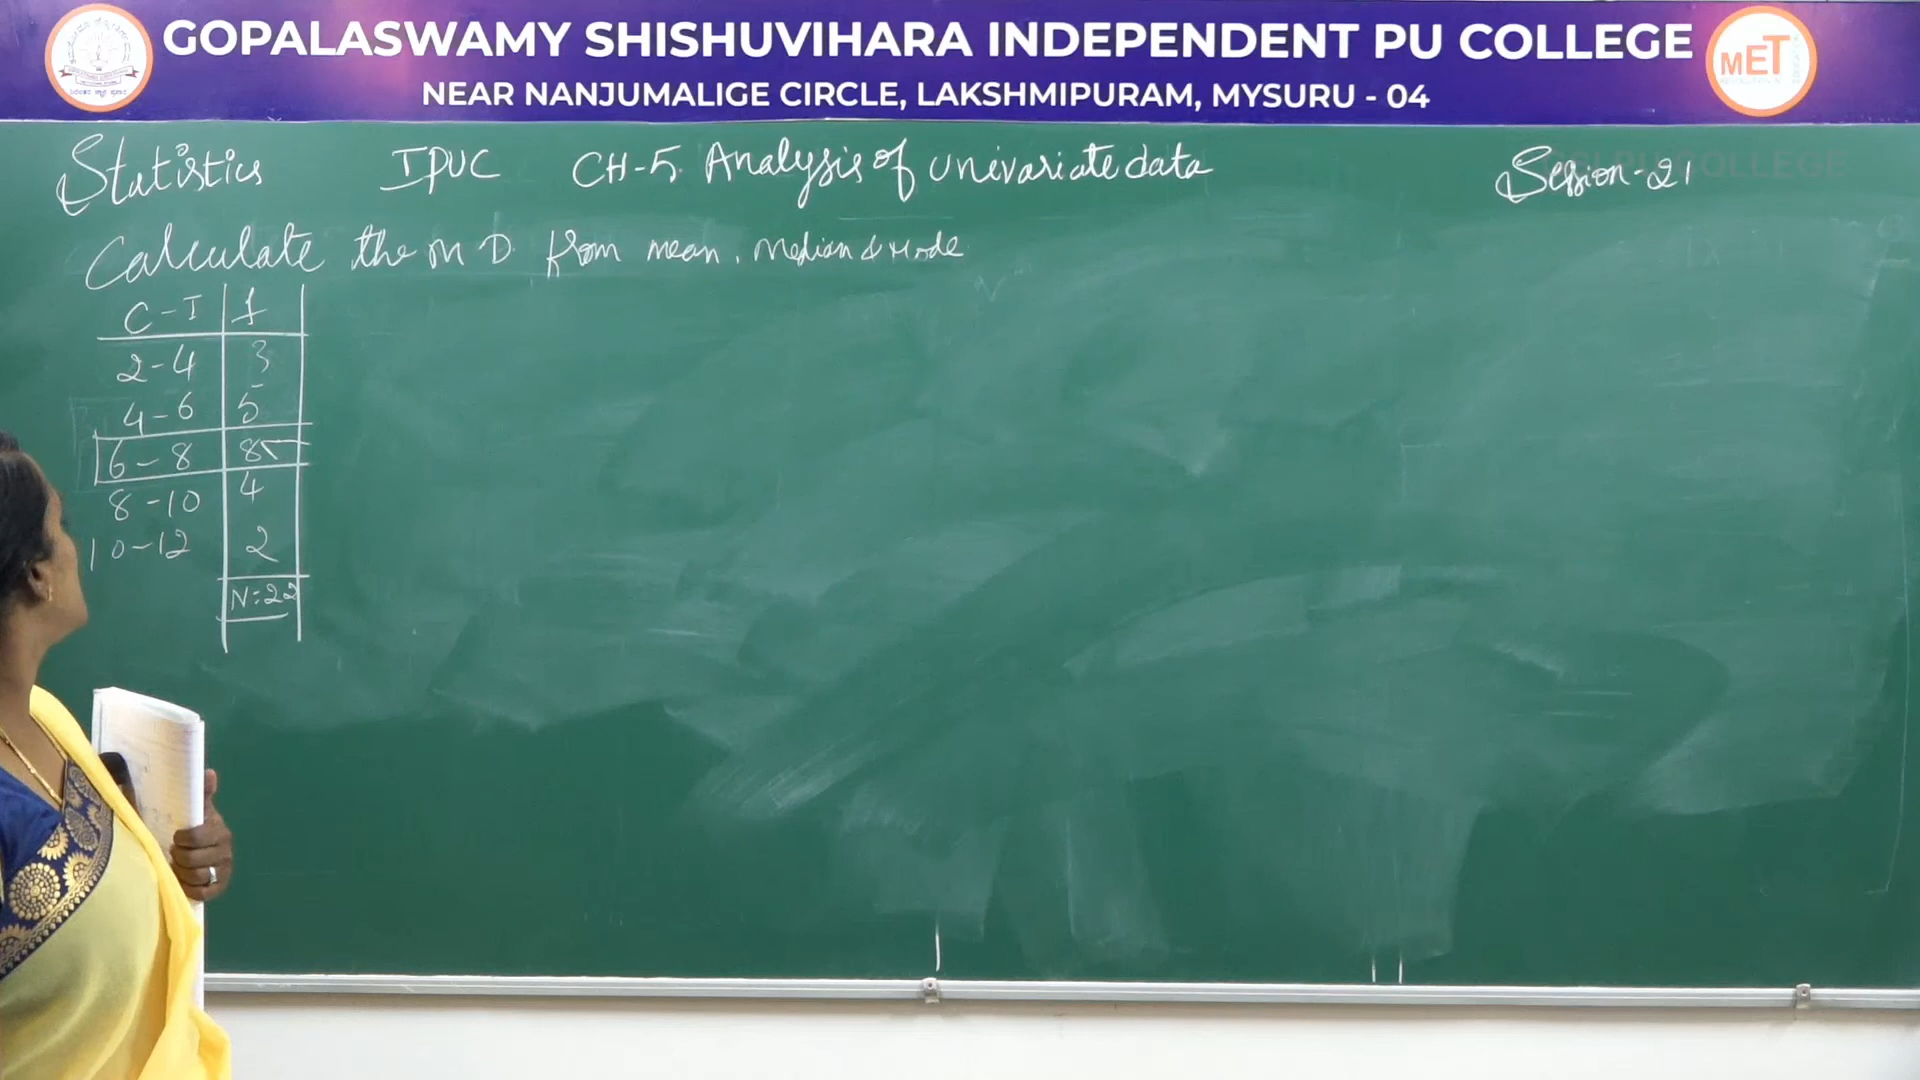 GOPALASWAMY SHISHUVIHARA INDEPENDENT PU COLLEGE
NEAR NANJUMALIGE CIRCLE, LAKSHMIPURAM, MYSURU - 04
MET
Statistics IPUC CH-5. Analysis of univariate data Session-21
Calculate the M D from mean, Median & Mode
C-I f
2-4 3
4-6 5
6-8 8
8-10 4
10-12 2
N=22